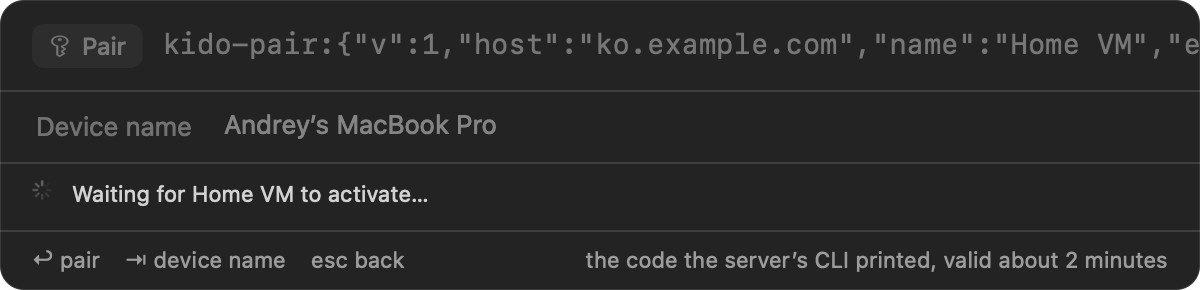 Pair kido-pair:{"v":1,"host":"ko.example.com","name":"Home VM","e
Device name Andrey’s MacBook Pro
Waiting for Home VM to activate…
↩ pair ⇥ device name esc back the code the server’s CLI printed, valid about 2 minutes